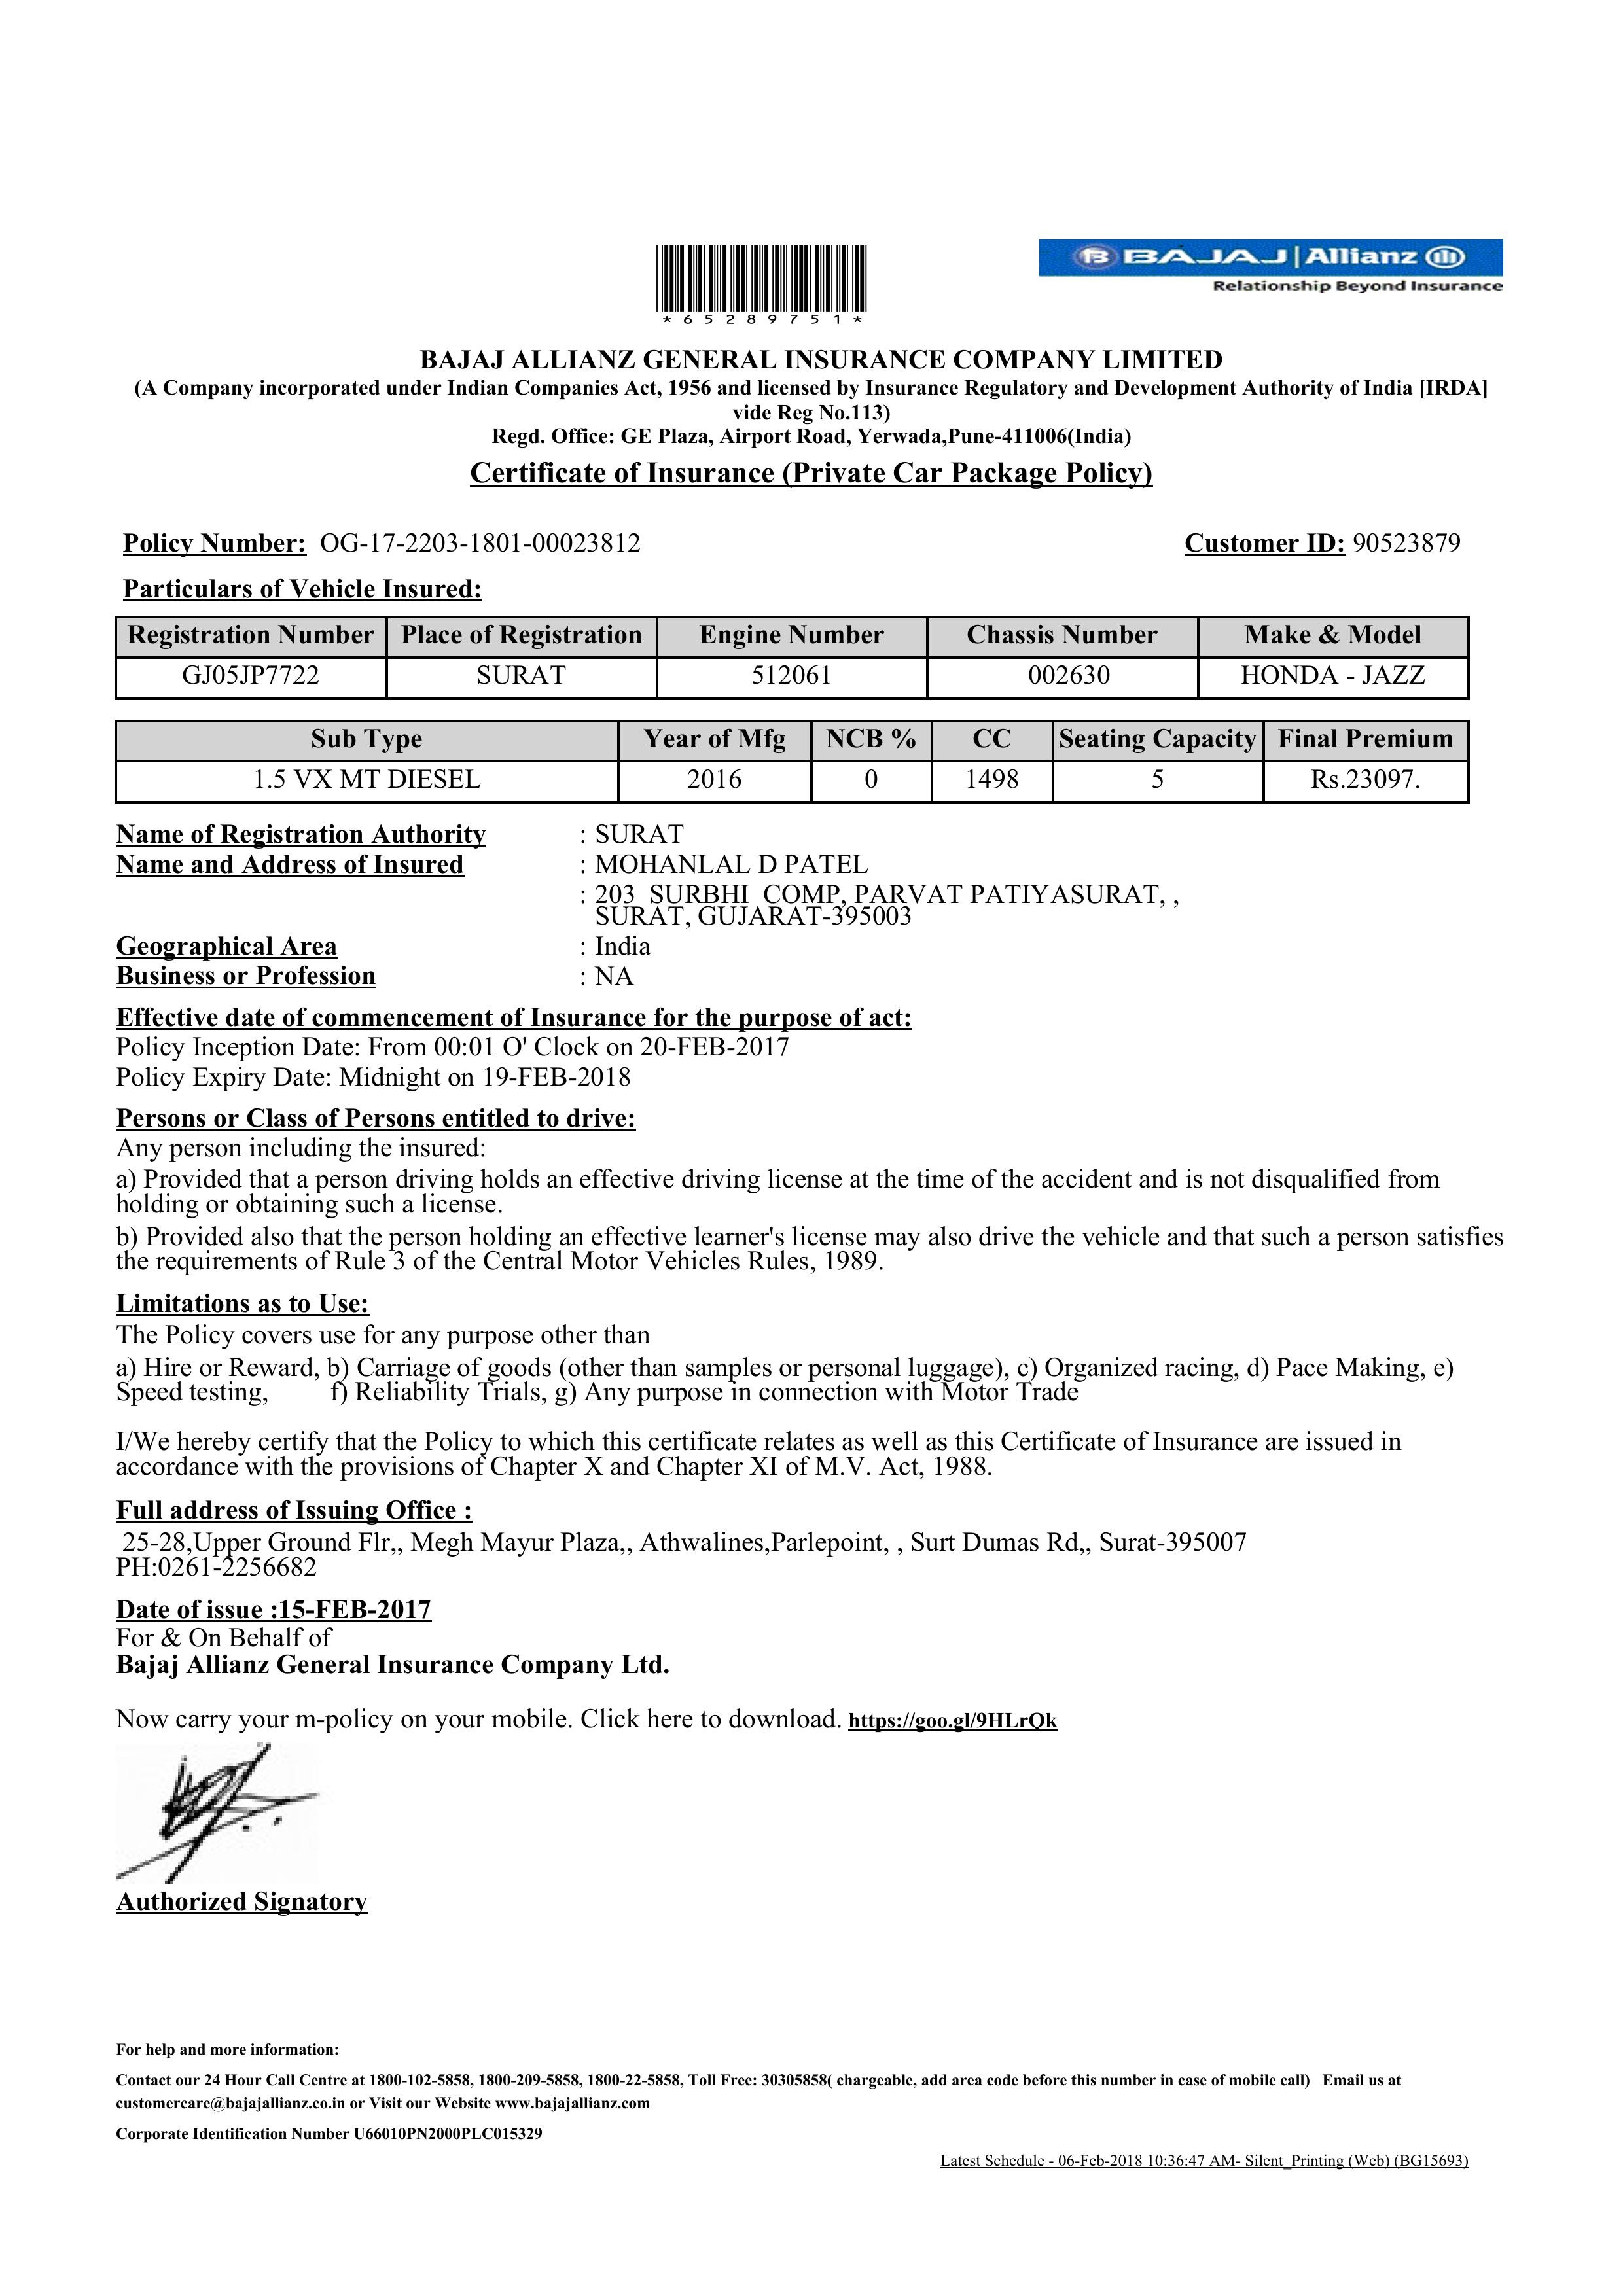 *65289751*
BAJAJ | Allianz
Relationship Beyond Insurance
BAJAJ ALLIANZ GENERAL INSURANCE COMPANY LIMITED
(A Company incorporated under Indian Companies Act, 1956 and licensed by Insurance Regulatory and Development Authority of India [IRDA]
vide Reg No.113)
Regd. Office: GE Plaza, Airport Road, Yerwada,Pune-411006(India)
Certificate of Insurance (Private Car Package Policy)
Policy Number: OG-17-2203-1801-00023812 Customer ID: 90523879
Particulars of Vehicle Insured:
Registration Number Place of Registration Engine Number Chassis Number Make & Model
GJ05JP7722 SURAT 512061 002630 HONDA - JAZZ
Sub Type Year of Mfg NCB % CC Seating Capacity Final Premium
1.5 VX MT DIESEL 2016 0 1498 5 Rs.23097.
Name of Registration Authority : SURAT
Name and Address of Insured : MOHANLAL D PATEL
: 203 SURBHI COMP, PARVAT PATIYASURAT, ,
SURAT, GUJARAT-395003
Geographical Area : India
Business or Profession : NA
Effective date of commencement of Insurance for the purpose of act:
Policy Inception Date: From 00:01 O' Clock on 20-FEB-2017
Policy Expiry Date: Midnight on 19-FEB-2018
Persons or Class of Persons entitled to drive:
Any person including the insured:
a) Provided that a person driving holds an effective driving license at the time of the accident and is not disqualified from
holding or obtaining such a license.
b) Provided also that the person holding an effective learner's license may also drive the vehicle and that such a person satisfies
the requirements of Rule 3 of the Central Motor Vehicles Rules, 1989.
Limitations as to Use:
The Policy covers use for any purpose other than
a) Hire or Reward, b) Carriage of goods (other than samples or personal luggage), c) Organized racing, d) Pace Making, e)
Speed testing, f) Reliability Trials, g) Any purpose in connection with Motor Trade
I/We hereby certify that the Policy to which this certificate relates as well as this Certificate of Insurance are issued in
accordance with the provisions of Chapter X and Chapter XI of M.V. Act, 1988.
Full address of Issuing Office :
25-28,Upper Ground Flr,, Megh Mayur Plaza,, Athwalines,Parlepoint, , Surt Dumas Rd,, Surat-395007
PH:0261-2256682
Date of issue :15-FEB-2017
For & On Behalf of
Bajaj Allianz General Insurance Company Ltd.
Now carry your m-policy on your mobile. Click here to download. https://goo.gl/9HLrQk
Authorized Signatory
For help and more information:
Contact our 24 Hour Call Centre at 1800-102-5858, 1800-209-5858, 1800-22-5858, Toll Free: 30305858( chargeable, add area code before this number in case of mobile call) Email us at
customercare@bajajallianz.co.in or Visit our Website www.bajajallianz.com
Corporate Identification Number U66010PN2000PLC015329
Latest Schedule - 06-Feb-2018 10:36:47 AM- Silent_Printing (Web) (BG15693)